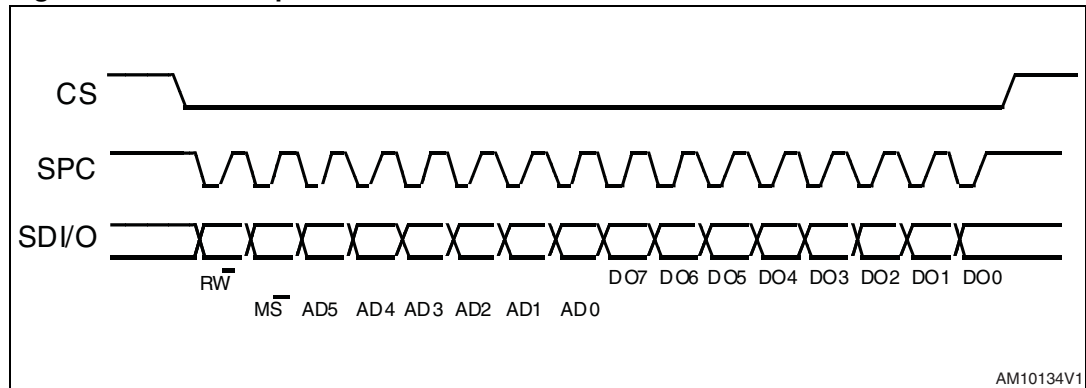 CS
SPC
SDI/O
RW
DO7 DO6 DO5 DO4 DO3 DO2 DO1 DO0
MS AD5 AD4 AD3 AD2 AD1 AD0
AM10134V1